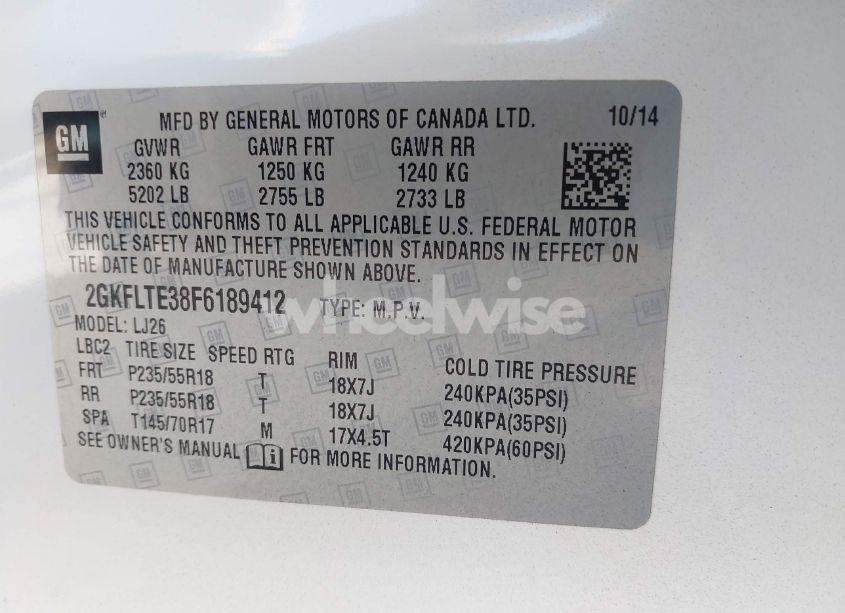 GM
MFD BY GENERAL MOTORS OF CANADA LTD. 10/14
GVWR GAWR FRT GAWR RR
2360 KG 1250 KG 1240 KG
5202 LB 2755 LB 2733 LB
THIS VEHICLE CONFORMS TO ALL APPLICABLE U.S. FEDERAL MOTOR
VEHICLE SAFETY AND THEFT PREVENTION STANDARDS IN EFFECT ON
THE DATE OF MANUFACTURE SHOWN ABOVE.
2GKFLTE38F6189412 TYPE: M.P.V.
wheelwise
MODEL: LJ26
LBC2 TIRE SIZE SPEED RTG RIM COLD TIRE PRESSURE
FRT P235/55R18 T 18X7J 240KPA(35PSI)
RR P235/55R18 T 18X7J 240KPA(35PSI)
SPA T145/70R17 M 17X4.5T 420KPA(60PSI)
SEE OWNER'S MANUAL i FOR MORE INFORMATION.